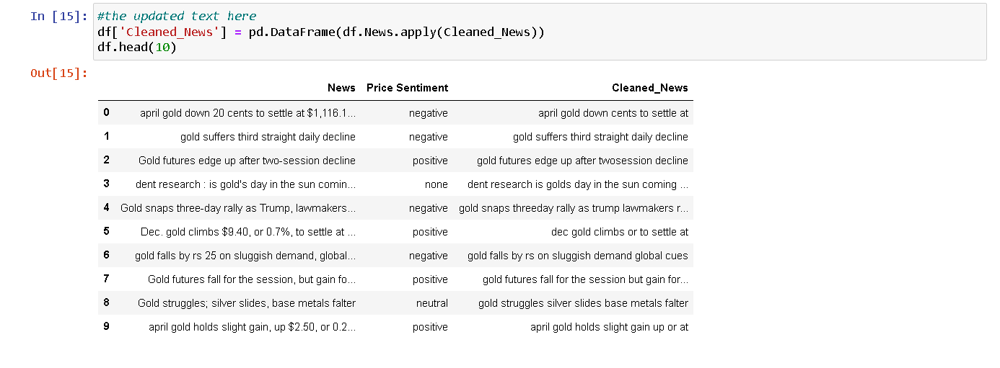 In [15]: #the updated text here
df['Cleaned_News'] = pd.DataFrame(df.News.apply(Cleaned_News))
df.head(10)
Out[15]:
News Price Sentiment Cleaned_News
0 april gold down 20 cents to settle at $1,116.1... negative april gold down cents to settle at
1 gold suffers third straight daily decline negative gold suffers third straight daily decline
2 Gold futures edge up after two-session decline positive gold futures edge up after twosession decline
3 dent research : is gold's day in the sun comin... none dent research is golds day in the sun coming ...
4 Gold snaps three-day rally as Trump, lawmakers... negative gold snaps threeday rally as trump lawmakers r...
5 Dec. gold climbs $9.40, or 0.7%, to settle at ... positive dec gold climbs or to settle at
6 gold falls by rs 25 on sluggish demand, global... negative gold falls by rs on sluggish demand global cues
7 Gold futures fall for the session, but gain fo... positive gold futures fall for the session but gain for...
8 Gold struggles; silver slides, base metals falter neutral gold struggles silver slides base metals falter
9 april gold holds slight gain, up $2.50, or 0.2... positive april gold holds slight gain up or at